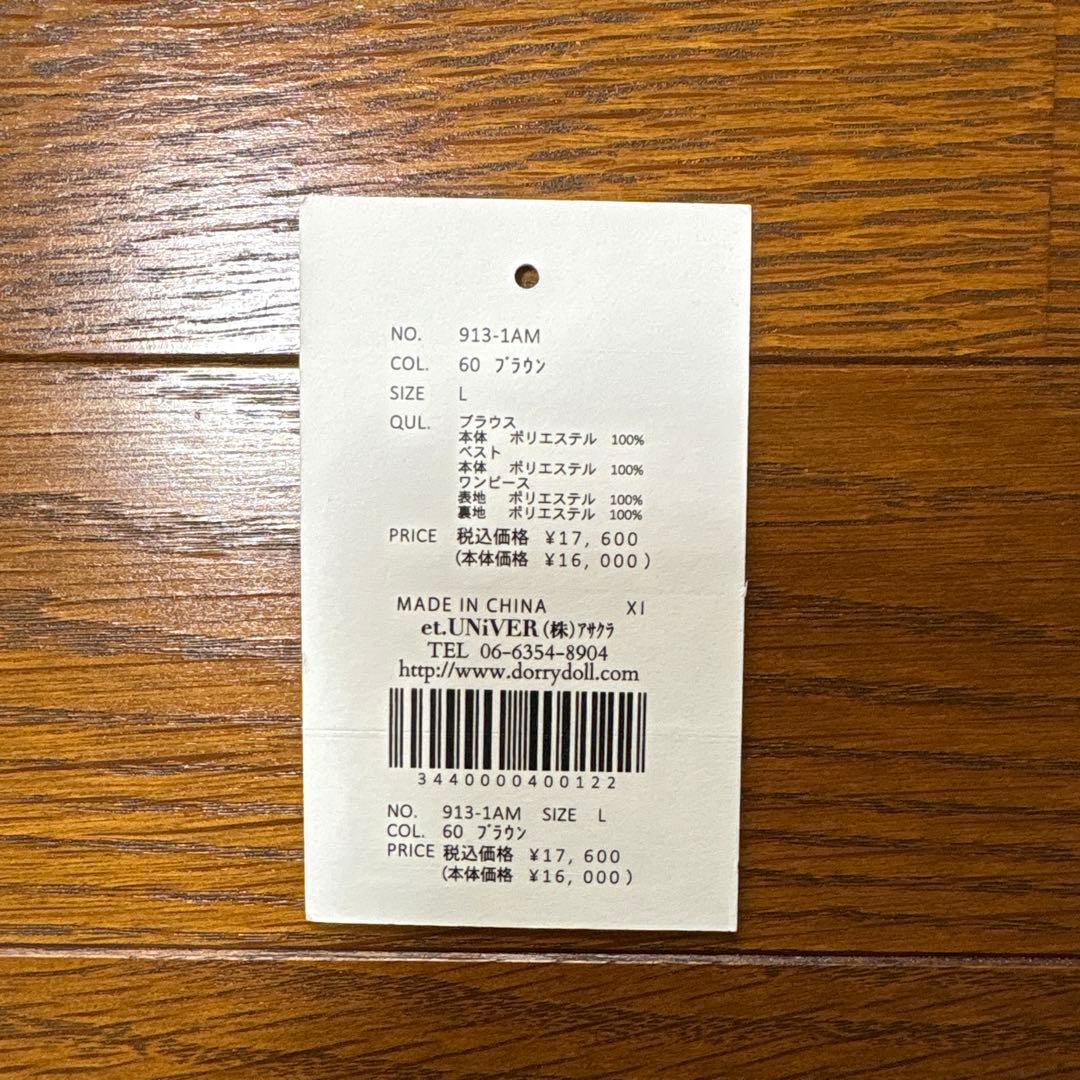 NO. 913-1AM
COL. 60 ﾌﾞﾗｳﾝ
SIZE L
QUL. ブラウス
本体 ポリエステル 100%
ベスト
本体 ポリエステル 100%
ワンピース
表地 ポリエステル 100%
裏地 ポリエステル 100%
PRICE 税込価格 ¥17,600
(本体価格 ¥16,000)
MADE IN CHINA XI
et.UNiVER (株)ｱｻｸﾗ
TEL 06-6354-8904
http://www.dorrydoll.com
3440000400122
NO. 913-1AM SIZE L
COL. 60 ﾌﾞﾗｳﾝ
PRICE 税込価格 ¥17,600
(本体価格 ¥16,000)